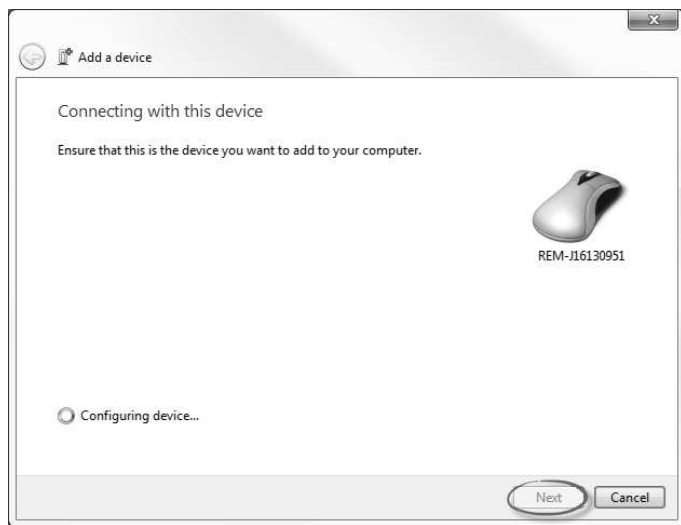 Add a device
Connecting with this device
Ensure that this is the device you want to add to your computer.
REM-J16130951
Configuring device...
Next
Cancel